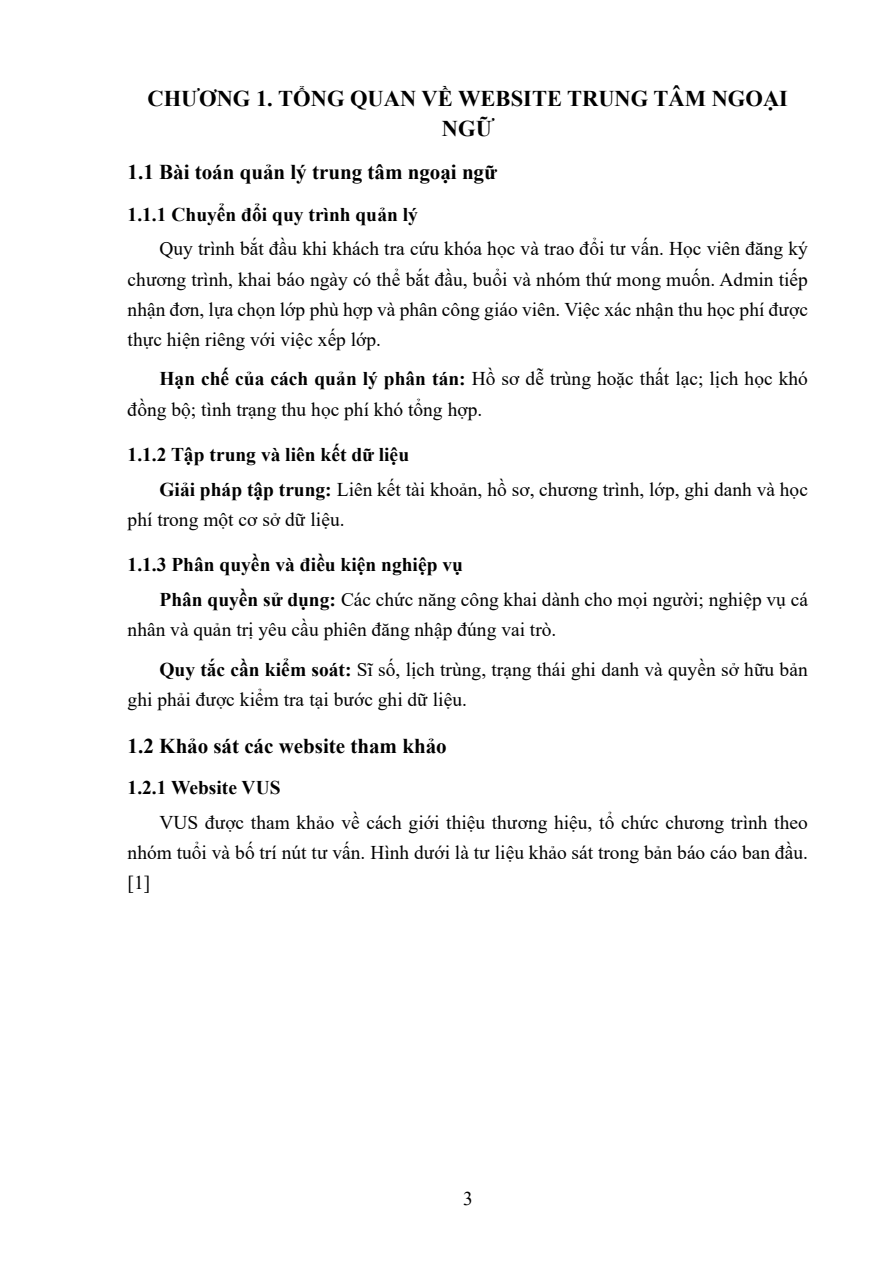 CHƯƠNG 1. TỔNG QUAN VỀ WEBSITE TRUNG TÂM NGOẠI
NGỮ
1.1 Bài toán quản lý trung tâm ngoại ngữ
1.1.1 Chuyển đổi quy trình quản lý
Quy trình bắt đầu khi khách tra cứu khóa học và trao đổi tư vấn. Học viên đăng ký
chương trình, khai báo ngày có thể bắt đầu, buổi và nhóm thứ mong muốn. Admin tiếp
nhận đơn, lựa chọn lớp phù hợp và phân công giáo viên. Việc xác nhận thu học phí được
thực hiện riêng với việc xếp lớp.
Hạn chế của cách quản lý phân tán: Hồ sơ dễ trùng hoặc thất lạc; lịch học khó
đồng bộ; tình trạng thu học phí khó tổng hợp.
1.1.2 Tập trung và liên kết dữ liệu
Giải pháp tập trung: Liên kết tài khoản, hồ sơ, chương trình, lớp, ghi danh và học
phí trong một cơ sở dữ liệu.
1.1.3 Phân quyền và điều kiện nghiệp vụ
Phân quyền sử dụng: Các chức năng công khai dành cho mọi người; nghiệp vụ cá
nhân và quản trị yêu cầu phiên đăng nhập đúng vai trò.
Quy tắc cần kiểm soát: Sĩ số, lịch trùng, trạng thái ghi danh và quyền sở hữu bản
ghi phải được kiểm tra tại bước ghi dữ liệu.
1.2 Khảo sát các website tham khảo
1.2.1 Website VUS
VUS được tham khảo về cách giới thiệu thương hiệu, tổ chức chương trình theo
nhóm tuổi và bố trí nút tư vấn. Hình dưới là tư liệu khảo sát trong bản báo cáo ban đầu.
[1]
3